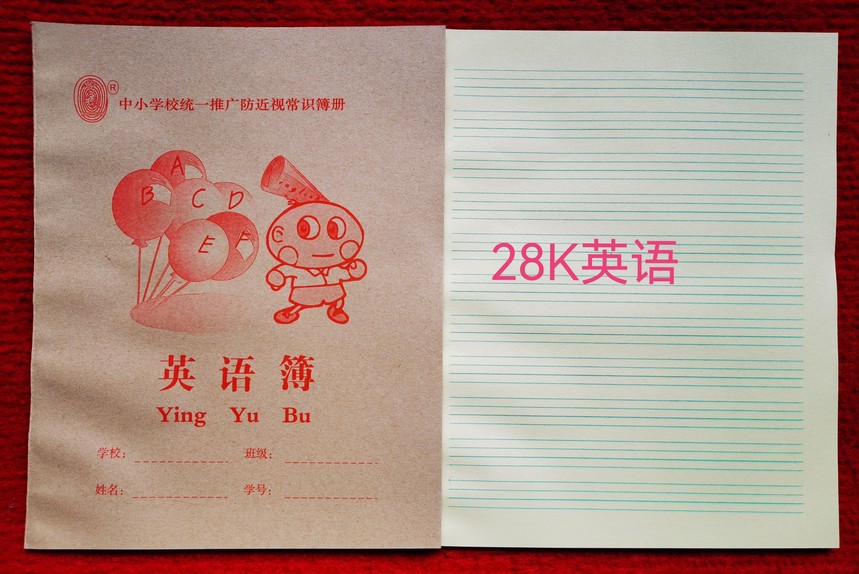 ®
中小学校统一推广防近视常识簿册
A
B
C
D
E
F
English
英语簿
Ying Yu Bu
学校：
班级：
姓名：
学号：
28K英语